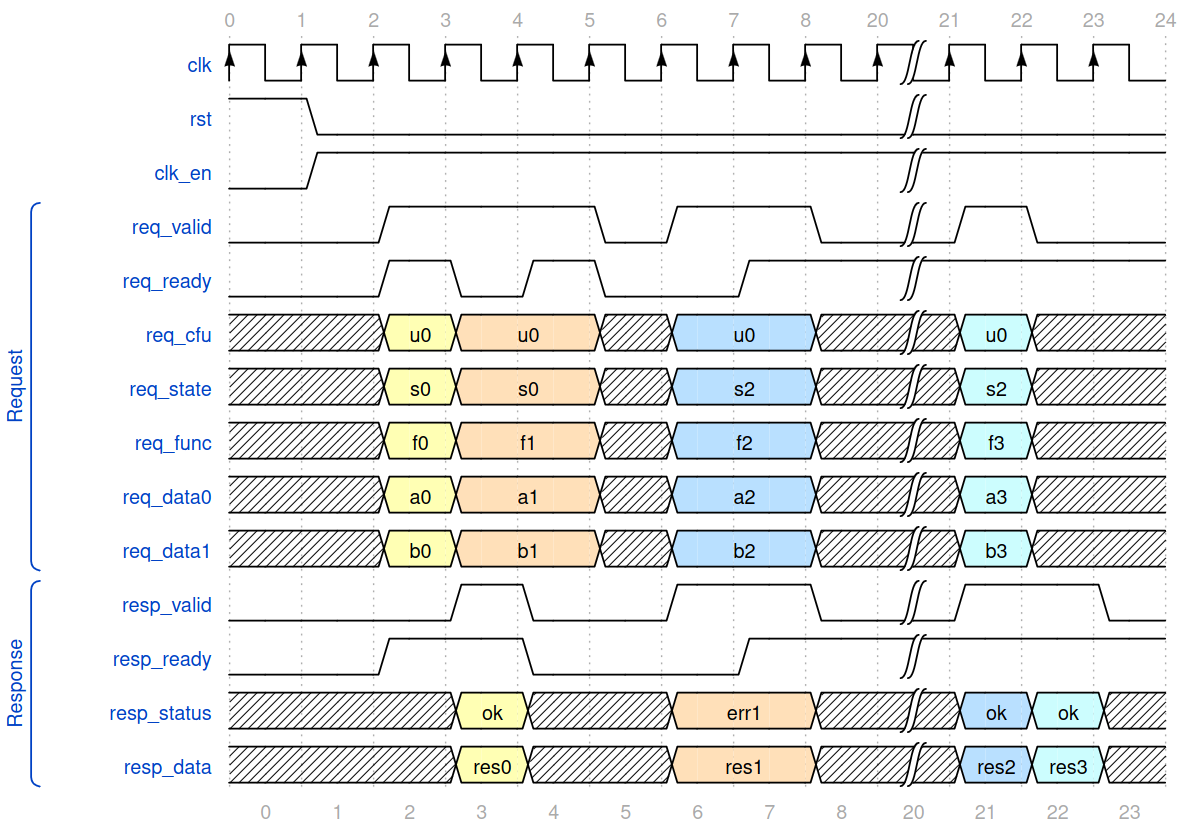 0 1 2 3 4 5 6 7 8 20 21 22 23 24
clk
rst
clk_en
req_valid
req_ready
req_cfu u0 u0 u0 u0
req_state s0 s0 s2 s2
req_func f0 f1 f2 f3
req_data0 a0 a1 a2 a3
req_data1 b0 b1 b2 b3
Request
resp_valid
resp_ready
resp_status ok err1 ok ok
resp_data res0 res1 res2 res3
Response
0 1 2 3 4 5 6 7 8 20 21 22 23